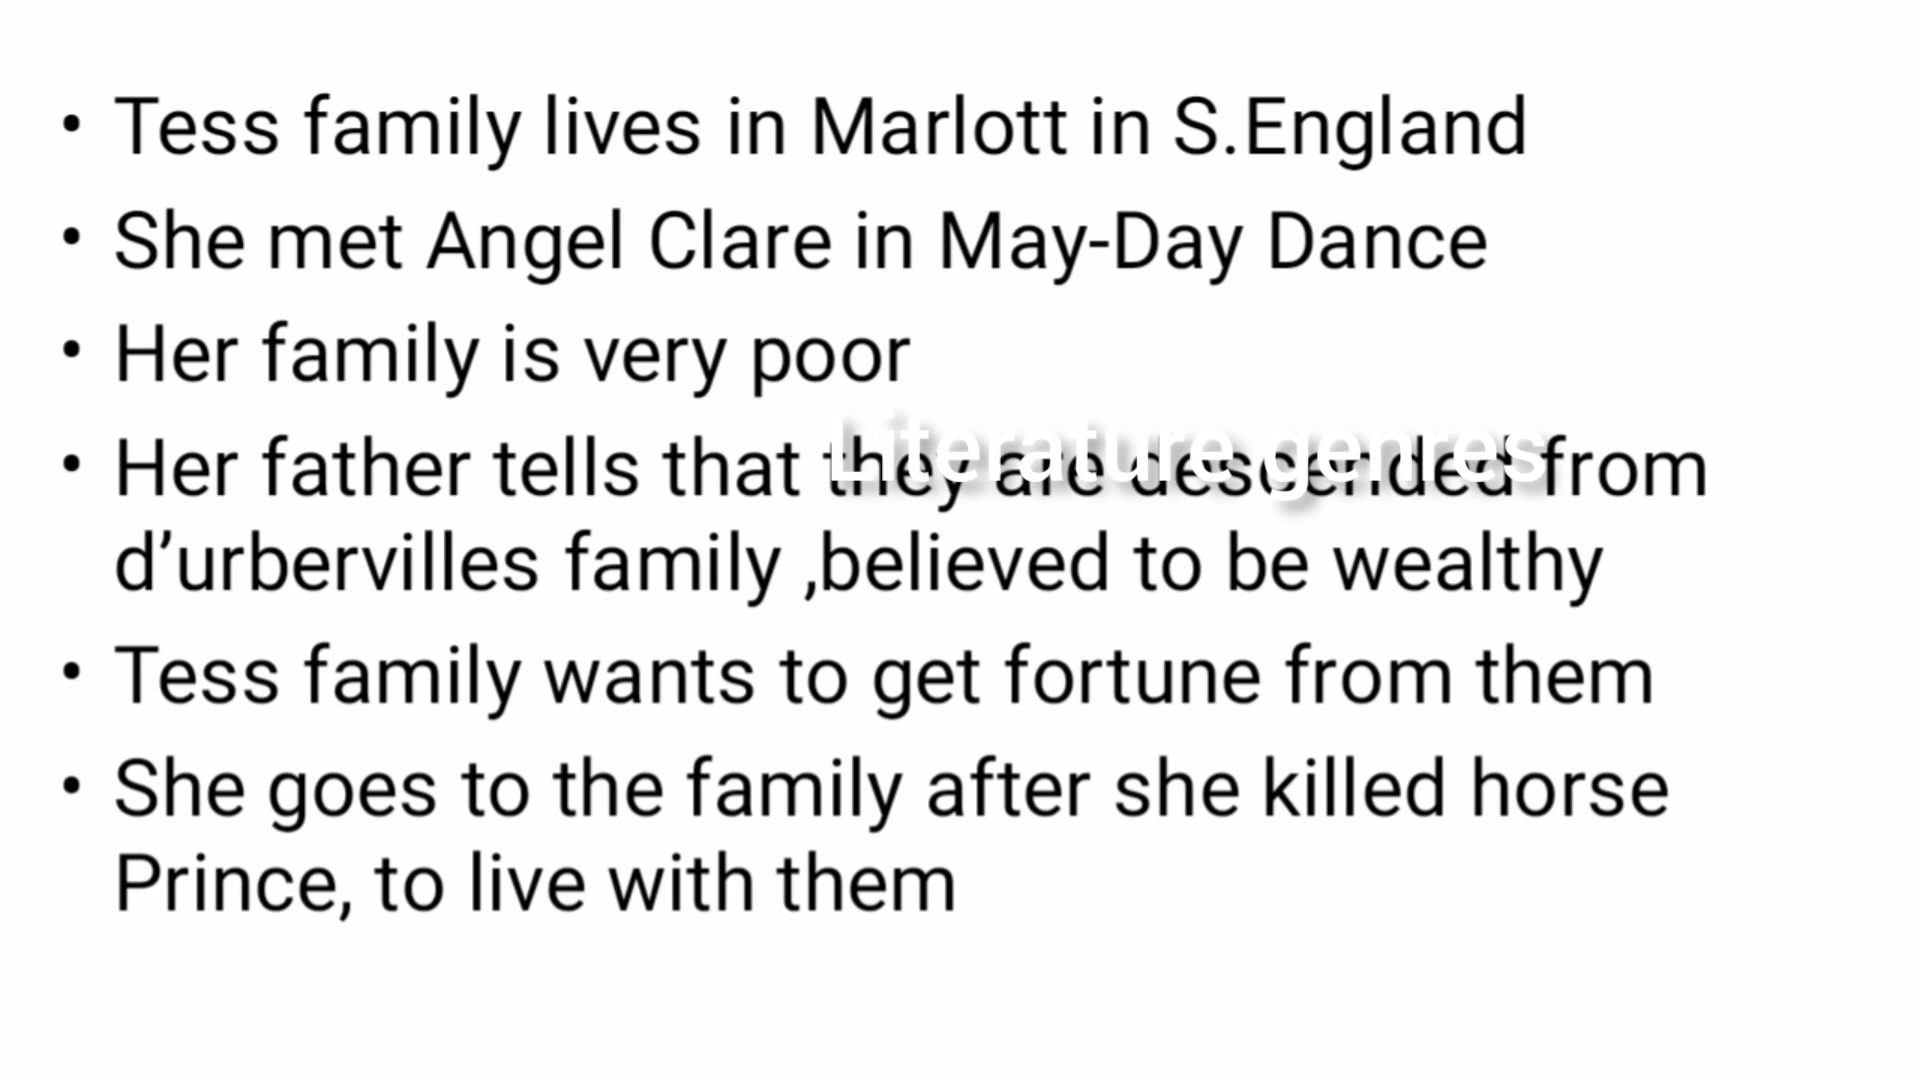 • Tess family lives in Marlott in S.England
• She met Angel Clare in May-Day Dance
• Her family is very poor
Literature genres
• Her father tells that they are descended from
d’urbervilles family ,believed to be wealthy
• Tess family wants to get fortune from them
• She goes to the family after she killed horse
Prince, to live with them